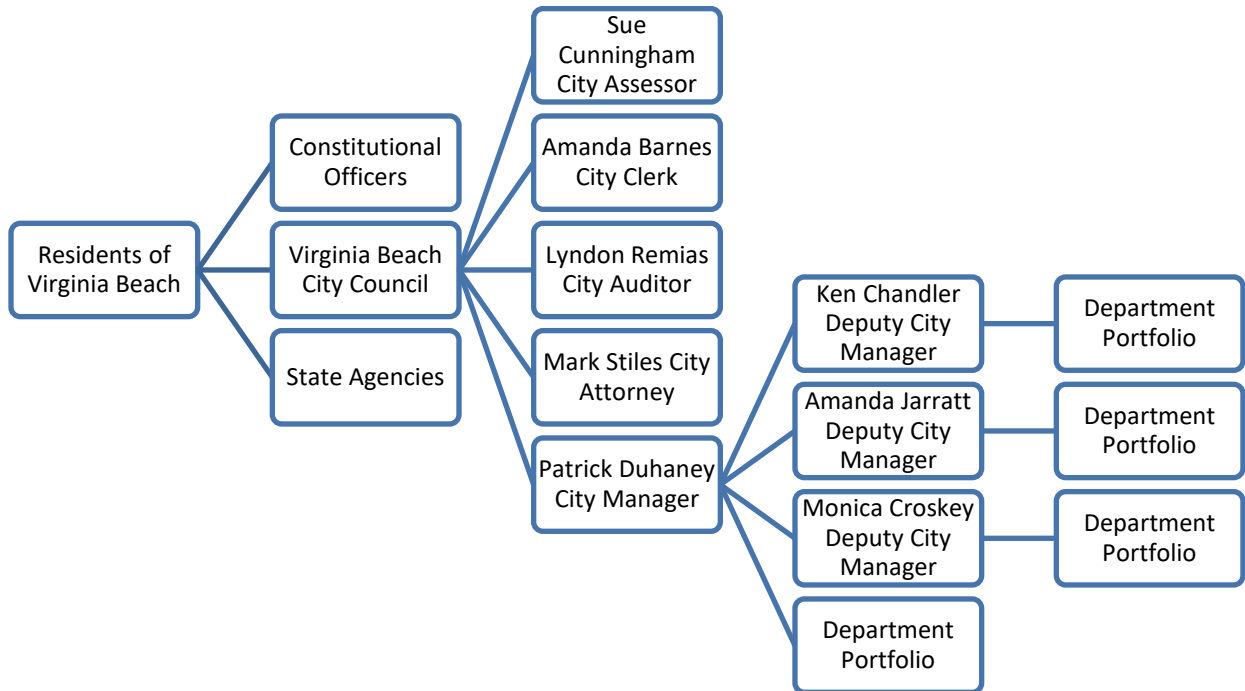 Residents of
Virginia Beach
Constitutional
Officers
Virginia Beach
City Council
State Agencies
Sue
Cunningham
City Assessor
Amanda Barnes
City Clerk
Lyndon Remias
City Auditor
Mark Stiles City
Attorney
Patrick Duhaney
City Manager
Ken Chandler
Deputy City
Manager
Department
Portfolio
Amanda Jarratt
Deputy City
Manager
Department
Portfolio
Monica Croskey
Deputy City
Manager
Department
Portfolio
Department
Portfolio